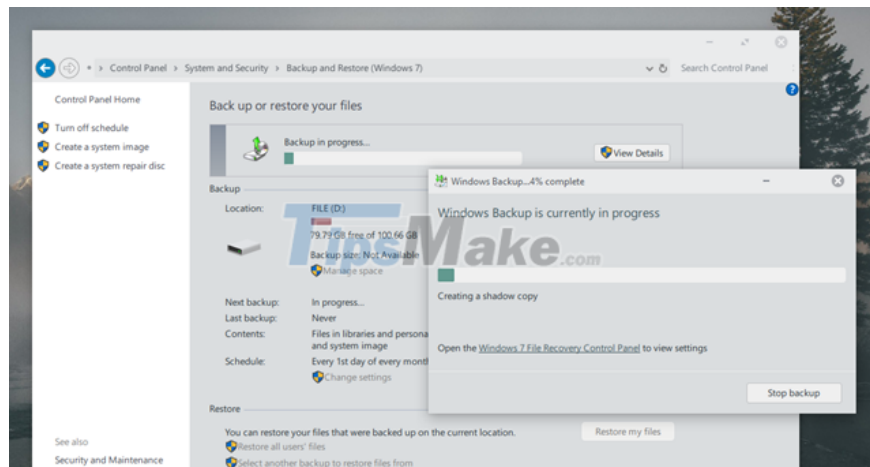 Control Panel > System and Security > Backup and Restore (Windows 7)
Search Control Panel
Control Panel Home
Turn off schedule
Create a system image
Create a system repair disc
See also
Security and Maintenance
Back up or restore your files
Backup in progress...
View Details
Backup
Location: FILE (D:)
79.79 GB free of 100.66 GB
Backup size: Not Available
Manage space
Next backup: In progress...
Last backup: Never
Contents: Files in libraries and persona
and system image
Schedule: Every 1st day of every mont
Change settings
Restore
You can restore your files that were backed up on the current location.
Restore my files
Restore all users' files
Select another backup to restore files from
Windows Backup...4% complete
Windows Backup is currently in progress
Creating a shadow copy
Open the Windows 7 File Recovery Control Panel to view settings
Stop backup
TipsMake.com